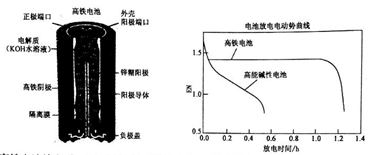 高铁电池
正极端口
外壳
阳极端口
电解质
(KOH水溶液)
高铁阴极
隔离膜
锌糊阳极
阳极导体
负极盖
电池放电电动势曲线
高铁电池
高能碱性电池
EN
1.5
1.0
0.5
0.0 0.2 0.4 0.6 0.8 1.0 1.2 1.4
放电时间/h